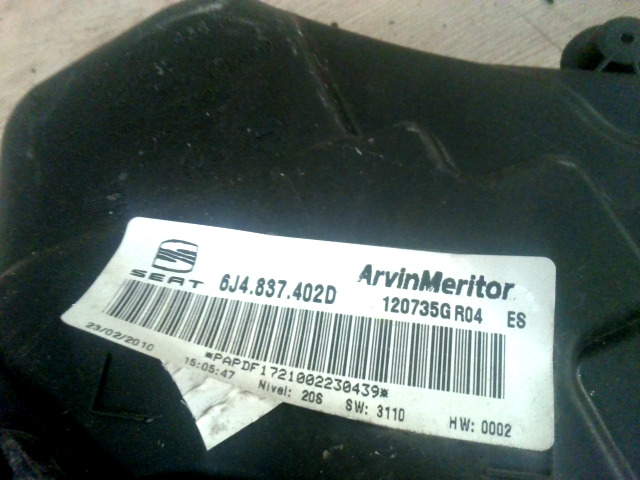 SEAT 6J4.837.402D ArvinMeritor
120735G R04 ES
*PAPDF1721002230439*
23/02/2010 15:05:47 Nivel: 20S SW: 3110 HW: 0002